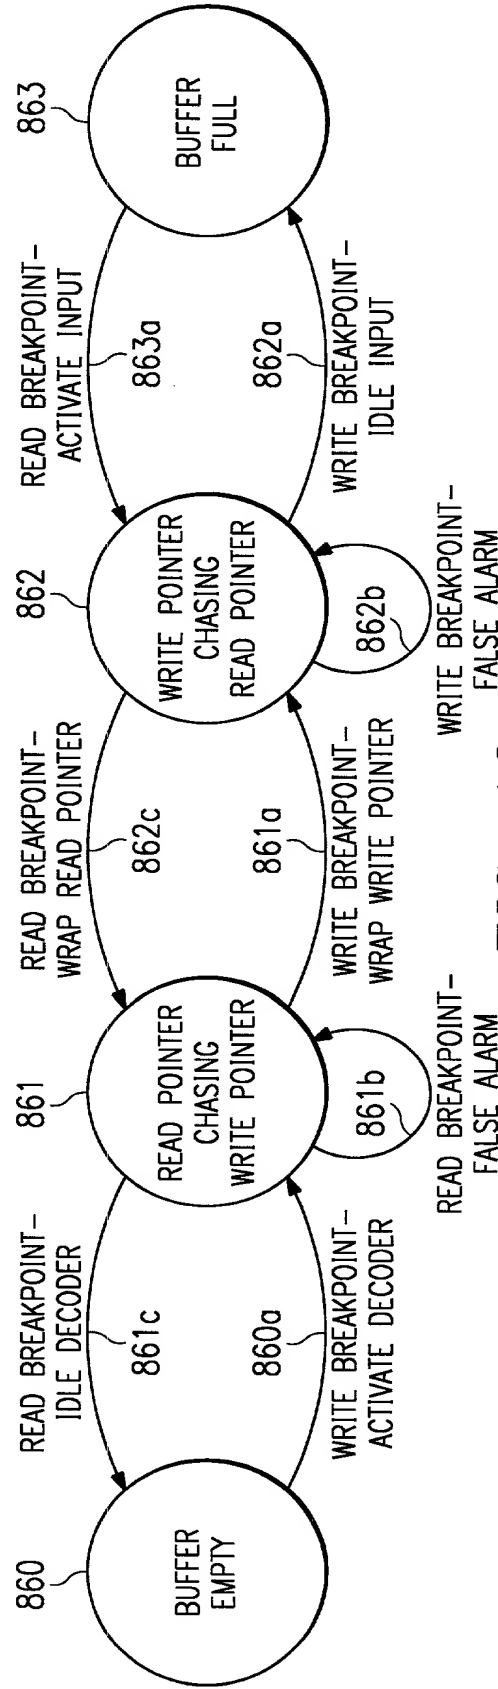 860
BUFFER
EMPTY
READ BREAKPOINT-
IDLE DECODER
861c
860a
WRITE BREAKPOINT-
ACTIVATE DECODER
861
READ POINTER
CHASING
WRITE POINTER
861b
READ BREAKPOINT-
FALSE ALARM
READ BREAKPOINT-
WRAP READ POINTER
862c
861a
WRITE BREAKPOINT-
WRAP WRITE POINTER
862
WRITE POINTER
CHASING
READ POINTER
862b
WRITE BREAKPOINT-
FALSE ALARM
READ BREAKPOINT-
ACTIVATE INPUT
863a
862a
WRITE BREAKPOINT-
IDLE INPUT
863
BUFFER
FULL